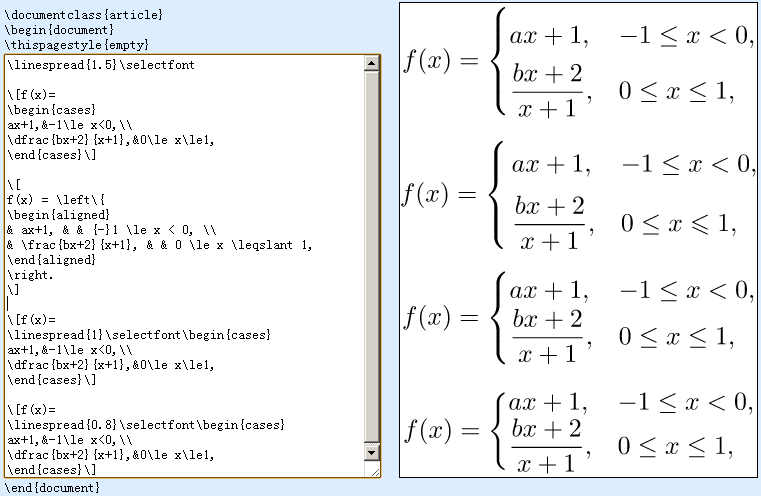 \documentclass{article}
\begin{document}
\thispagestyle{empty}
\linespread{1.5}\selectfont
\[f(x)=
\begin{cases}
ax+1,&-1\le x<0,\\
\dfrac{bx+2}{x+1},&0\le x\le1,
\end{cases}\]
\[
f(x) = \left\{
\begin{aligned}
& ax+1, & & {-}1 \le x < 0, \\
& \frac{bx+2}{x+1}, & & 0 \le x \leqslant 1,
\end{aligned}
\right.
\]
\[f(x)=
\linespread{1}\selectfont\begin{cases}
ax+1,&-1\le x<0,\\
\dfrac{bx+2}{x+1},&0\le x\le1,
\end{cases}\]
\[f(x)=
\linespread{0.8}\selectfont\begin{cases}
ax+1,&-1\le x<0,\\
\dfrac{bx+2}{x+1},&0\le x\le1,
\end{cases}\]
\end{document}
ax + 1, −1 ≤ x < 0,
f(x) =
bx + 2
x + 1, 0 ≤ x ≤ 1,
ax + 1, −1 ≤ x < 0,
f(x) =
bx + 2
x + 1, 0 ≤ x ⩽ 1,
ax + 1, −1 ≤ x < 0,
f(x) =
bx + 2
x + 1, 0 ≤ x ≤ 1,
ax + 1, −1 ≤ x < 0,
f(x) =
bx + 2
x + 1, 0 ≤ x ≤ 1,